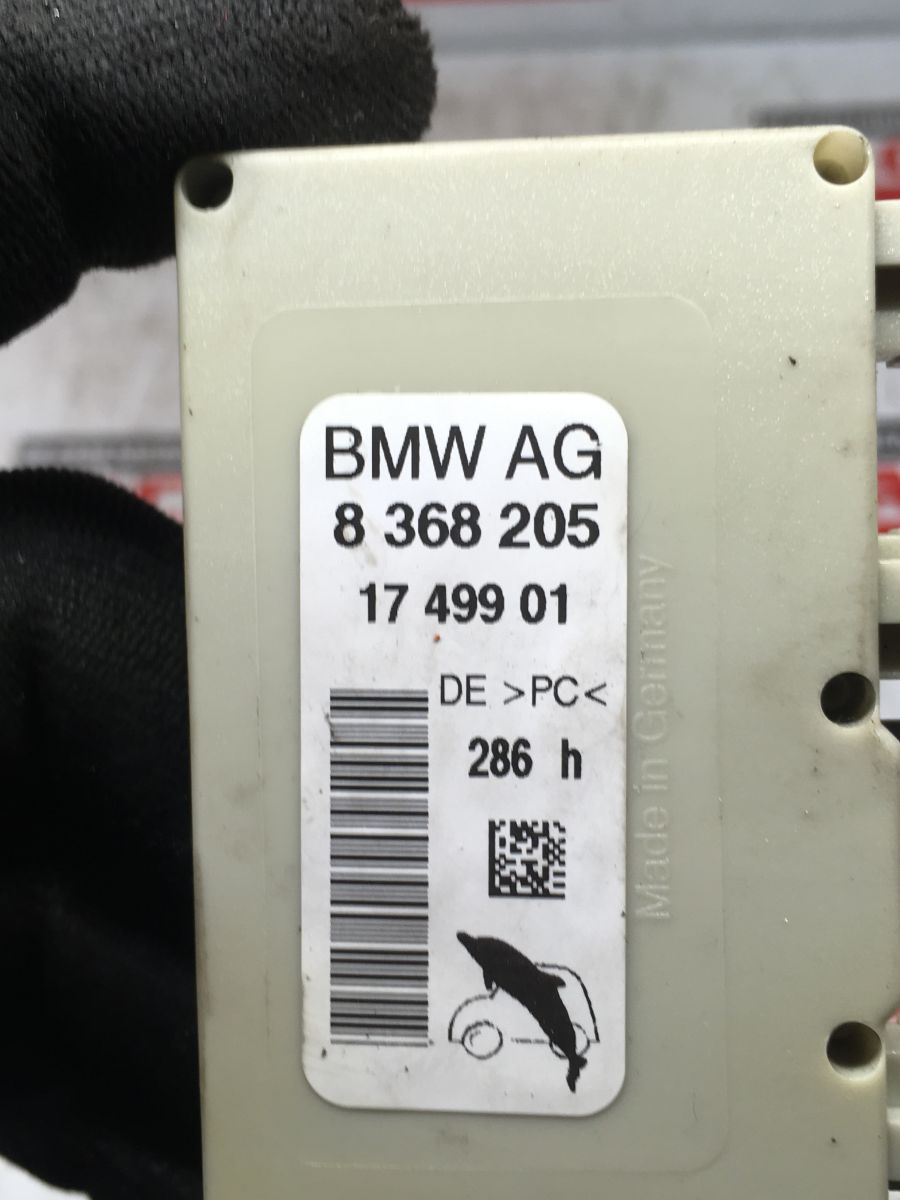 BMW AG
8 368 205
17 499 01
DE >PC<
286 h
Made in Germany